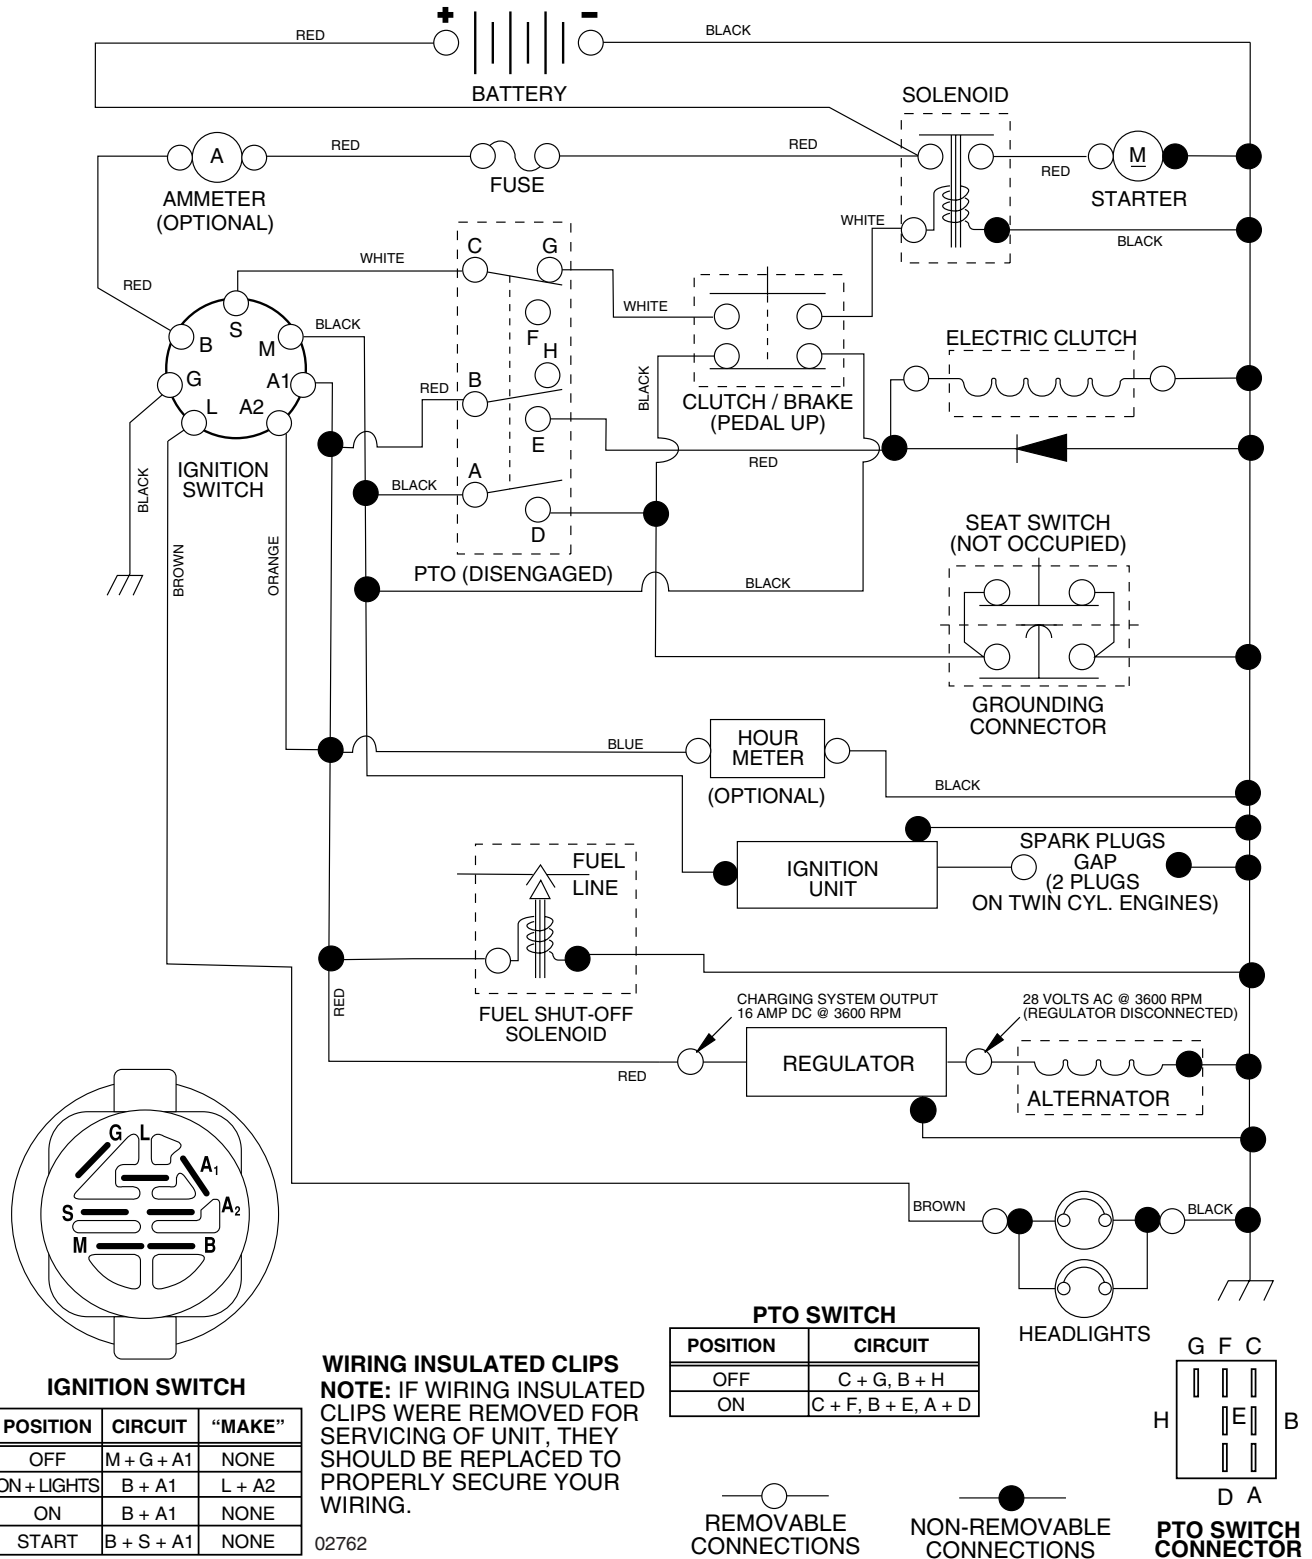 + -
RED
BLACK
BATTERY
SOLENOID
A
RED
RED
RED
M
FUSE
AMMETER
(OPTIONAL)
STARTER
WHITE
BLACK
C G
WHITE
RED
S
WHITE
BLACK
B
M
F
ELECTRIC CLUTCH
H
G
A1
RED
B
BLACK
L
A2
CLUTCH / BRAKE
(PEDAL UP)
E
IGNITION
SWITCH
RED
A
BLACK
BLACK
D
SEAT SWITCH
(NOT OCCUPIED)
BROWN
ORANGE
PTO (DISENGAGED)
BLACK
GROUNDING
CONNECTOR
BLUE
HOUR
METER
(OPTIONAL)
BLACK
SPARK PLUGS
GAP
(2 PLUGS
ON TWIN CYL. ENGINES)
FUEL
LINE
IGNITION
UNIT
RED
FUEL SHUT-OFF
SOLENOID
CHARGING SYSTEM OUTPUT
16 AMP DC @ 3600 RPM
28 VOLTS AC @ 3600 RPM
(REGULATOR DISCONNECTED)
REGULATOR
RED
ALTERNATOR
G L
A1
S
A2
M B
BROWN
BLACK
HEADLIGHTS
IGNITION SWITCH
POSITION CIRCUIT “MAKE”
OFF M + G + A1 NONE
ON + LIGHTS B + A1 L + A2
ON B + A1 NONE
START B + S + A1 NONE
WIRING INSULATED CLIPS
NOTE: IF WIRING INSULATED
CLIPS WERE REMOVED FOR
SERVICING OF UNIT, THEY
SHOULD BE REPLACED TO
PROPERLY SECURE YOUR
WIRING.
02762
PTO SWITCH
POSITION CIRCUIT
OFF C + G, B + H
ON C + F, B + E, A + D
REMOVABLE
CONNECTIONS
NON-REMOVABLE
CONNECTIONS
G F C
H E B
D A
PTO SWITCH
CONNECTOR